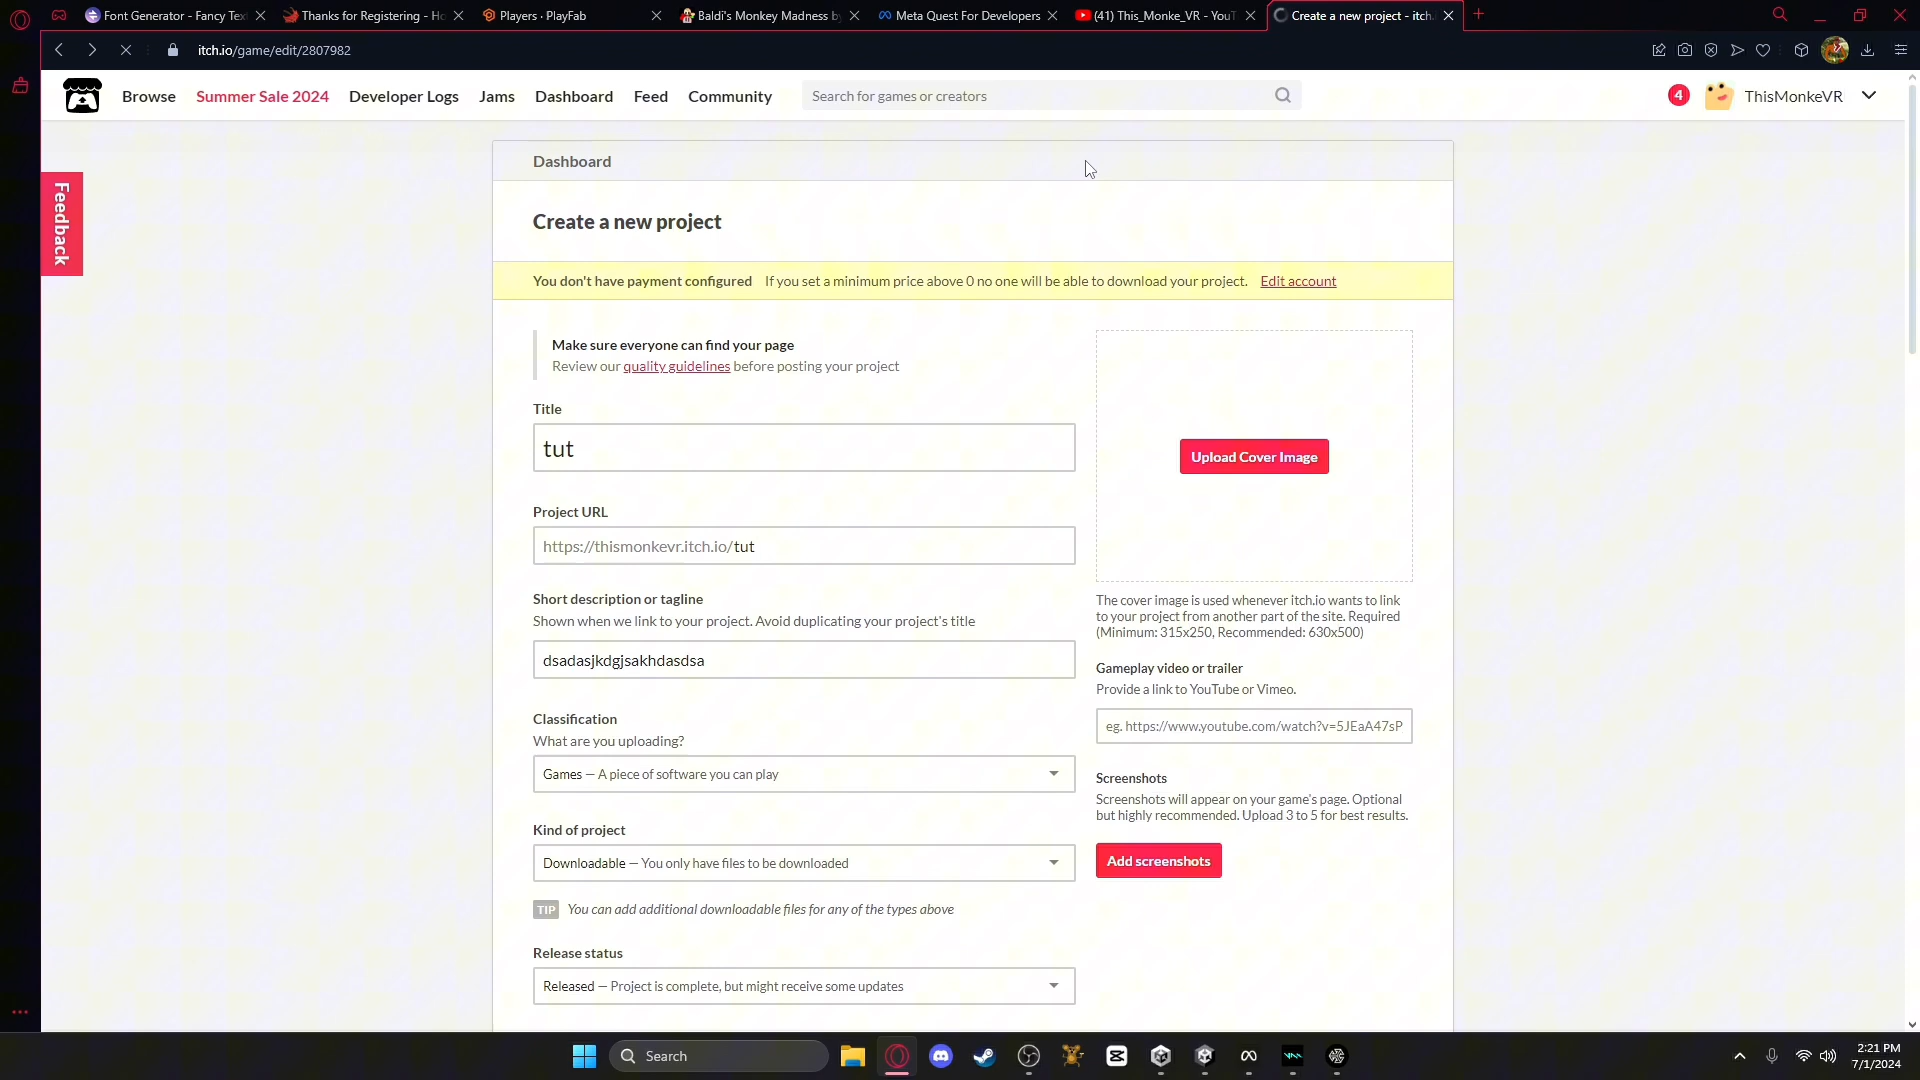 Font Generator - Fancy Tex
Thanks for Registering - Ho
Players · PlayFab
Baldi's Monkey Madness by
Meta Quest For Developers
(41) This_Monke_VR - YouT
Create a new project - itch.
itch.io/game/edit/2807982
Browse
Summer Sale 2024
Developer Logs
Jams
Dashboard
Feed
Community
Search for games or creators
4
ThisMonkeVR
Feedback
Dashboard
Create a new project
You don't have payment configured If you set a minimum price above 0 no one will be able to download your project. Edit account
Make sure everyone can find your page
Review our quality guidelines before posting your project
Title
tut
Project URL
https://thismonkevr.itch.io/tut
Short description or tagline
Shown when we link to your project. Avoid duplicating your project's title
dsadasjkdgjsakhdasdsa
Classification
What are you uploading?
Games — A piece of software you can play
Kind of project
Downloadable — You only have files to be downloaded
TIP You can add additional downloadable files for any of the types above
Release status
Released — Project is complete, but might receive some updates
Upload Cover Image
The cover image is used whenever itch.io wants to link
to your project from another part of the site. Required
(Minimum: 315x250, Recommended: 630x500)
Gameplay video or trailer
Provide a link to YouTube or Vimeo.
eg. https://www.youtube.com/watch?v=5JEaA47sP
Screenshots
Screenshots will appear on your game's page. Optional
but highly recommended. Upload 3 to 5 for best results.
Add screenshots
Search
2:21 PM
7/1/2024